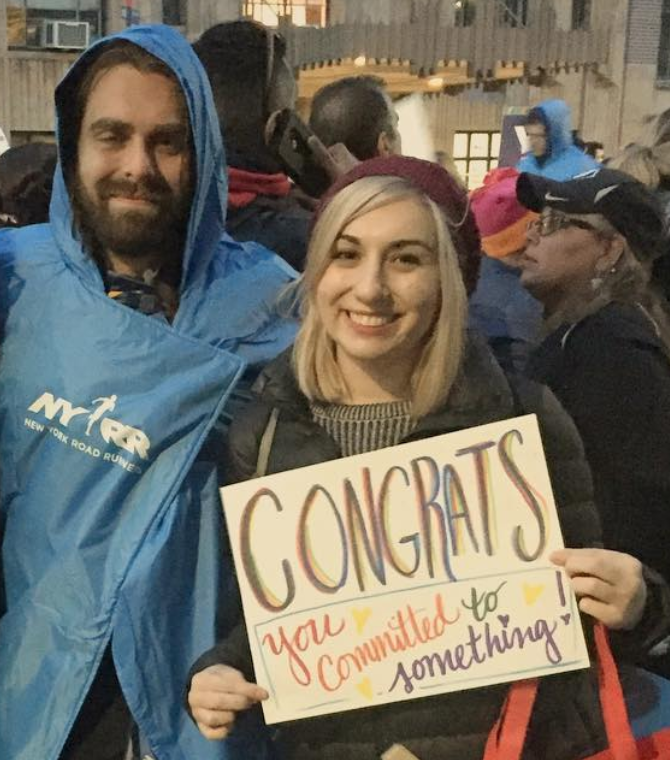 NYRR
NEW YORK ROAD RUNNERS
CONGRATS
you
Committed to
something!